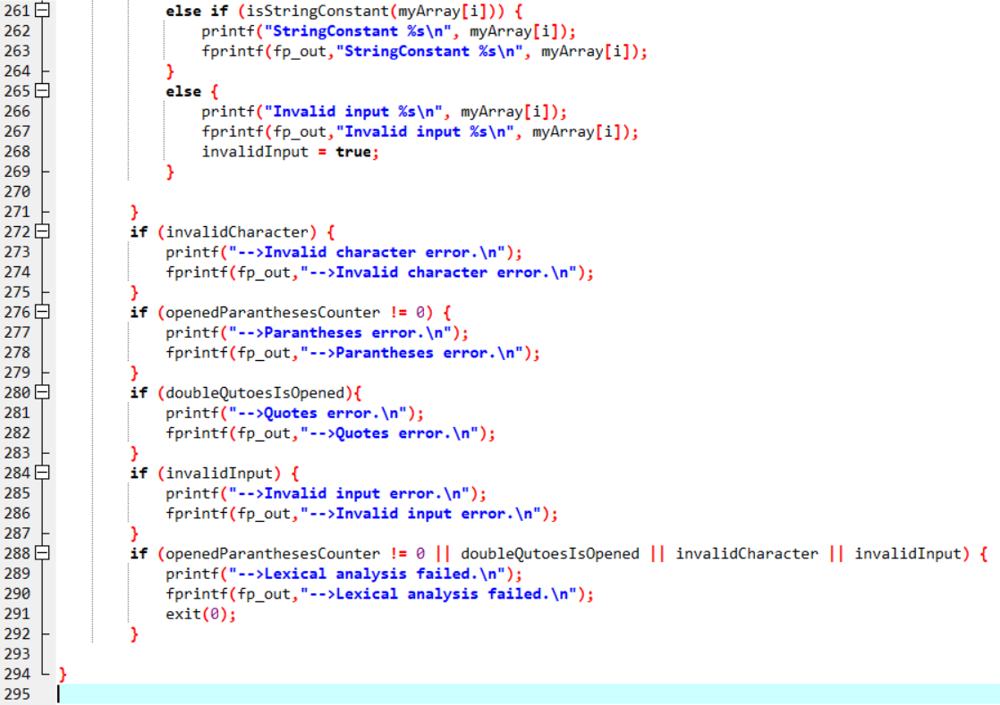 261 else if (isStringConstant(myArray[i])) {
262 printf("StringConstant %s\n", myArray[i]);
263 fprintf(fp_out,"StringConstant %s\n", myArray[i]);
264 }
265 else {
266 printf("Invalid input %s\n", myArray[i]);
267 fprintf(fp_out,"Invalid input %s\n", myArray[i]);
268 invalidInput = true;
269 }
270
271 }
272 if (invalidCharacter) {
273 printf("-->Invalid character error.\n");
274 fprintf(fp_out,"-->Invalid character error.\n");
275 }
276 if (openedParanthesesCounter != 0) {
277 printf("-->Parantheses error.\n");
278 fprintf(fp_out,"-->Parantheses error.\n");
279 }
280 if (doubleQutoesIsOpened){
281 printf("-->Quotes error.\n");
282 fprintf(fp_out,"-->Quotes error.\n");
283 }
284 if (invalidInput) {
285 printf("-->Invalid input error.\n");
286 fprintf(fp_out,"-->Invalid input error.\n");
287 }
288 if (openedParanthesesCounter != 0 || doubleQutoesIsOpened || invalidCharacter || invalidInput) {
289 printf("-->Lexical analysis failed.\n");
290 fprintf(fp_out,"-->Lexical analysis failed.\n");
291 exit(0);
292 }
293
294 }
295